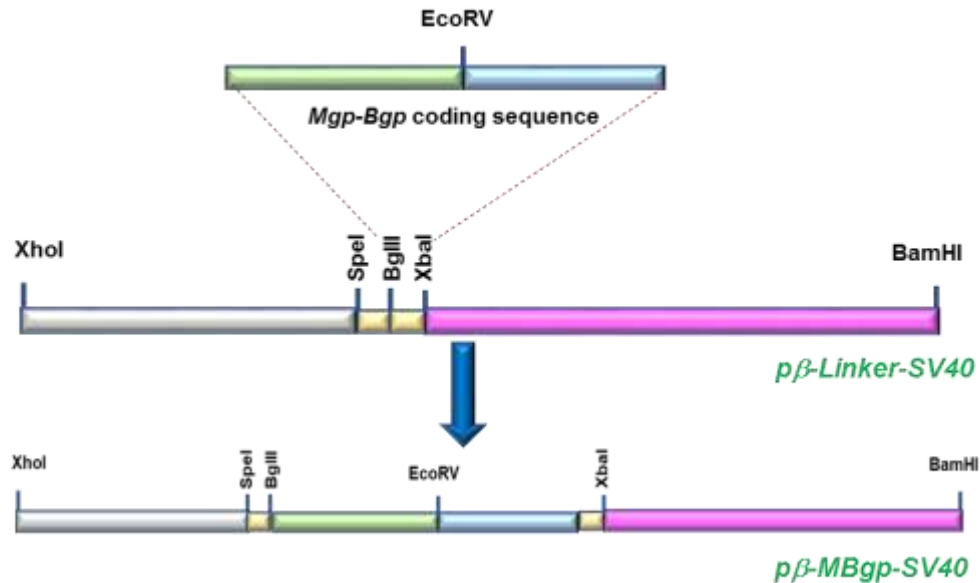 EcoRV
Mgp-Bgp coding sequence
XhoI
SpeI
BglII
XbaI
BamHI
pβ-Linker-SV40
XhoI
SpeI
BglII
EcoRV
XbaI
BamHI
pβ-MBgp-SV40